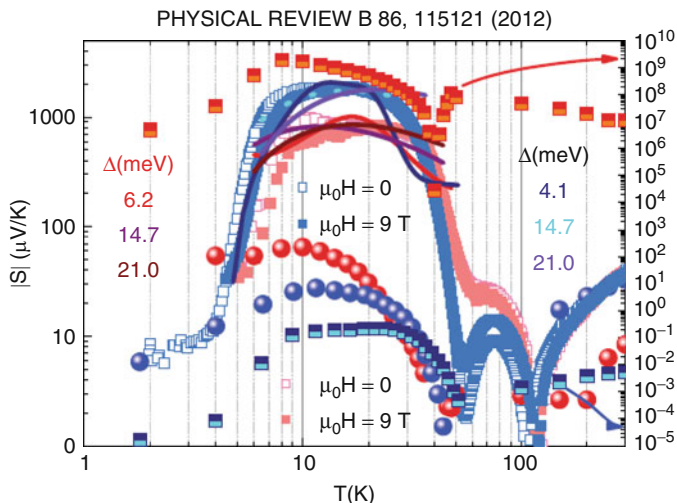 PHYSICAL REVIEW B 86, 115121 (2012)
|S| (μV/K)
1000
100
10
0
Δ(meV)
6.2
14.7
21.0
μ₀H = 0
μ₀H = 9 T
μ₀H = 0
μ₀H = 9 T
Δ(meV)
4.1
14.7
21.0
10¹⁰
10⁹
10⁸
10⁷
10⁶
10⁵
10⁴
10³
10²
10¹
10⁰
10⁻¹
10⁻²
10⁻³
10⁻⁴
10⁻⁵
1 10 100
T(K)